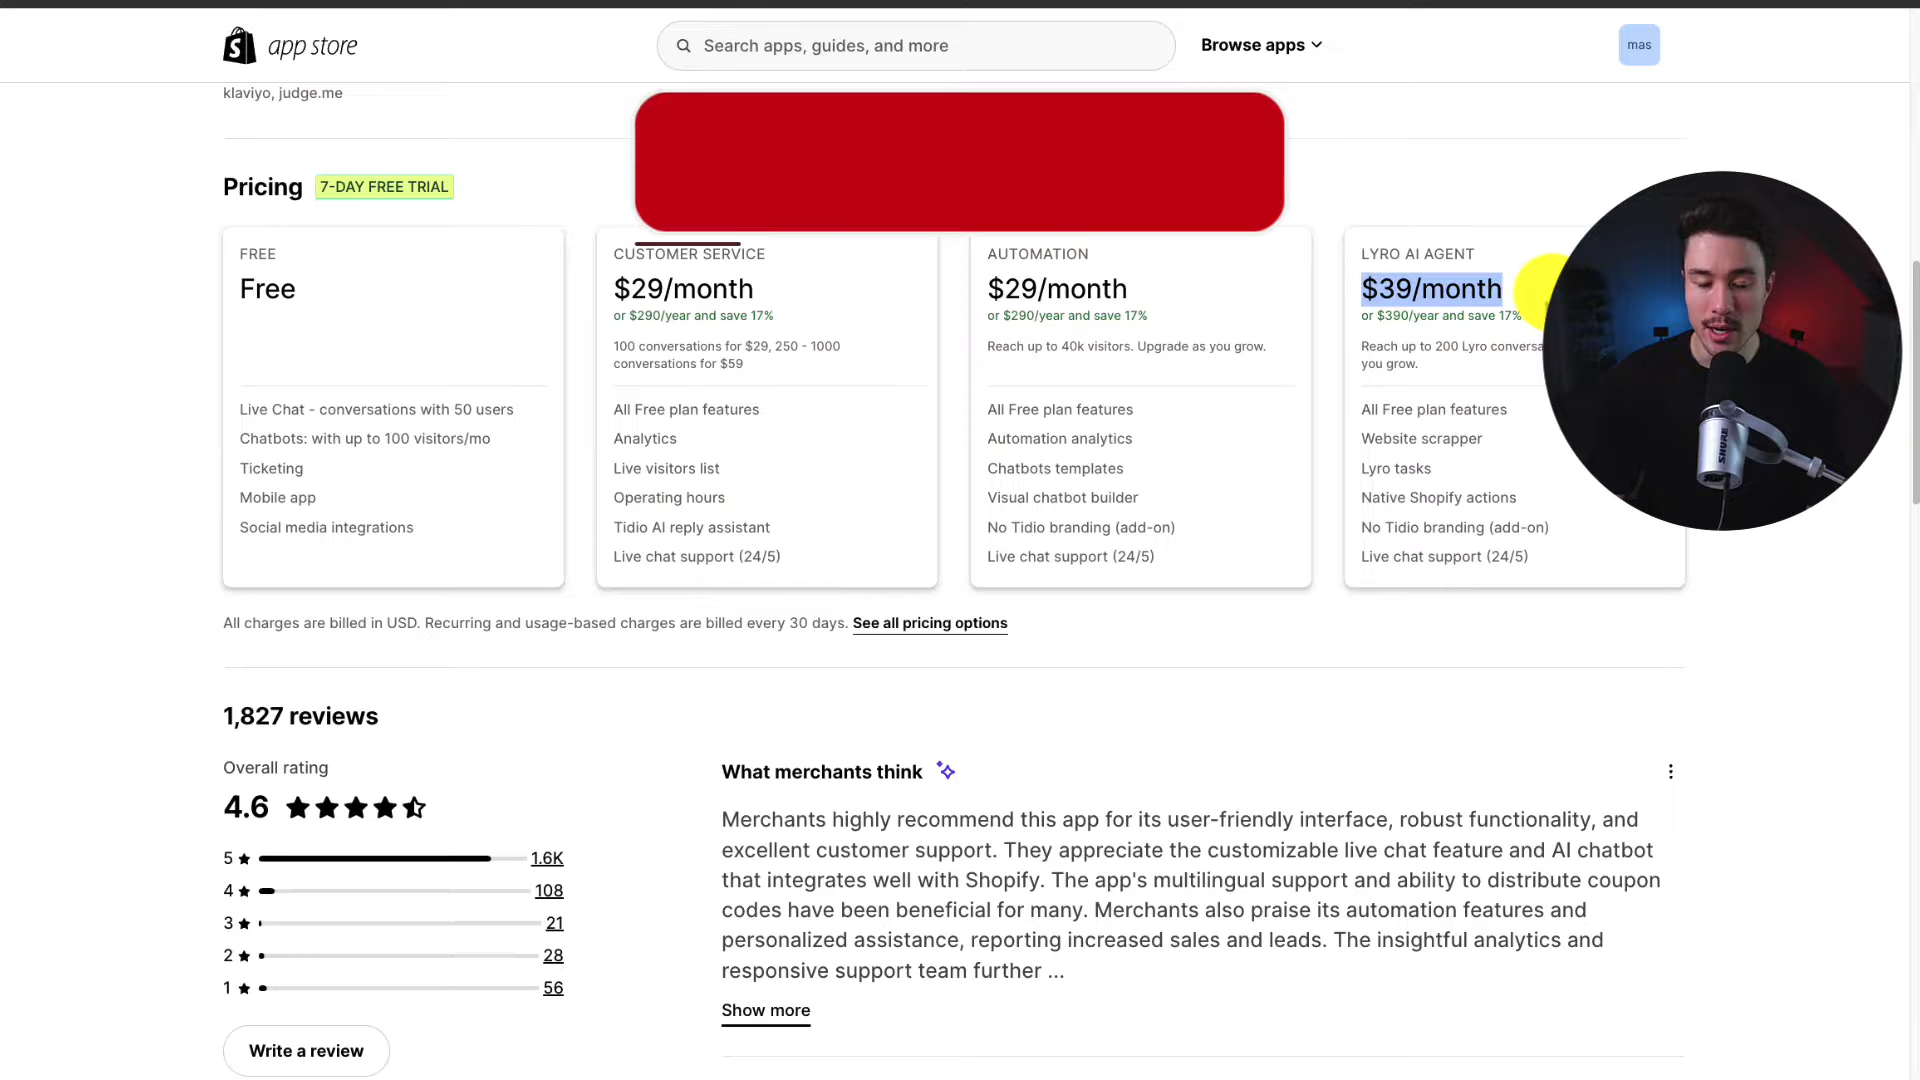 app store
Search apps, guides, and more
Browse apps
mas
klaviyo, judge.me
Pricing
7-DAY FREE TRIAL
FREE
Free
Live Chat - conversations with 50 users
Chatbots: with up to 100 visitors/mo
Ticketing
Mobile app
Social media integrations
CUSTOMER SERVICE
$29/month
or $290/year and save 17%
100 conversations for $29, 250 - 1000
conversations for $59
All Free plan features
Analytics
Live visitors list
Operating hours
Tidio AI reply assistant
Live chat support (24/5)
AUTOMATION
$29/month
or $290/year and save 17%
Reach up to 40k visitors. Upgrade as you grow.
All Free plan features
Automation analytics
Chatbots templates
Visual chatbot builder
No Tidio branding (add-on)
Live chat support (24/5)
LYRO AI AGENT
$39/month
or $390/year and save 17%
Reach up to 200 Lyro
you grow.
All Free plan features
Website scrapper
Lyro tasks
Native Shopify actions
No Tidio branding (add-on)
Live chat support (24/5)
SHURE
All charges are billed in USD. Recurring and usage-based charges are billed every 30 days. See all pricing options
1,827 reviews
Overall rating
4.6
5 1.6K
4 108
3 21
2 28
1 56
Write a review
What merchants think
Merchants highly recommend this app for its user-friendly interface, robust functionality, and
excellent customer support. They appreciate the customizable live chat feature and AI chatbot
that integrates well with Shopify. The app's multilingual support and ability to distribute coupon
codes have been beneficial for many. Merchants also praise its automation features and
personalized assistance, reporting increased sales and leads. The insightful analytics and
responsive support team further ...
Show more